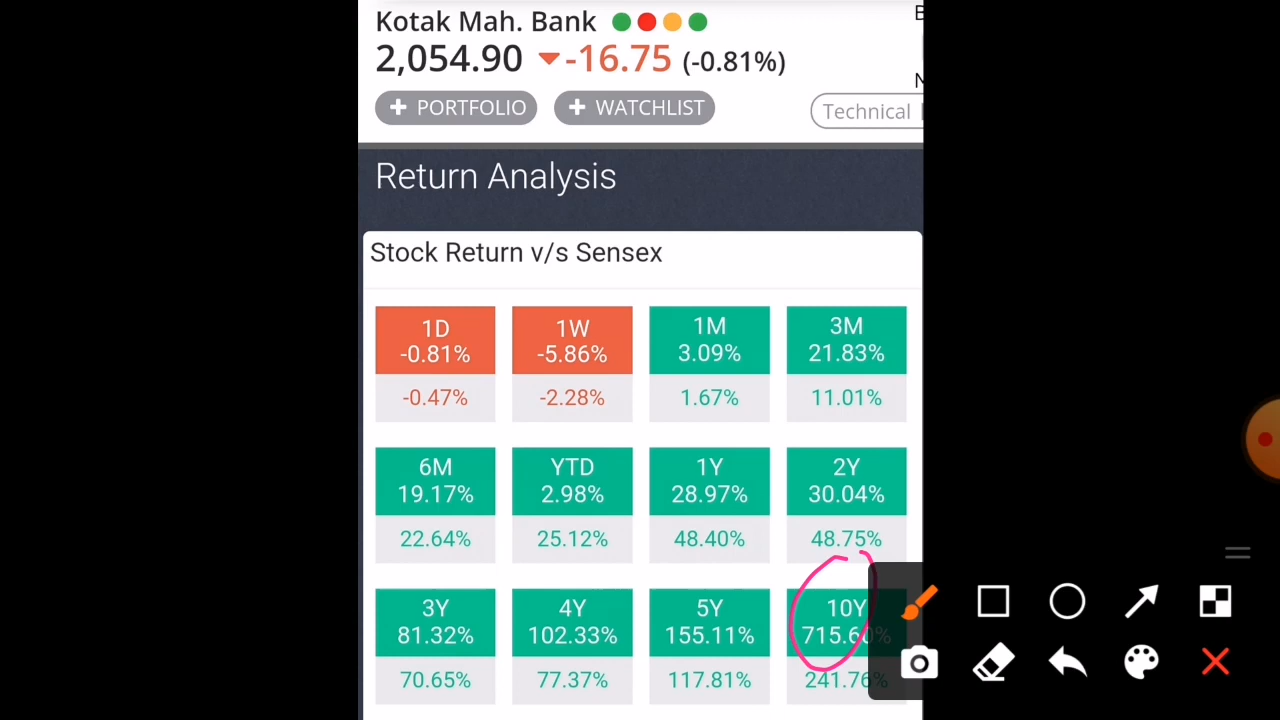 Kotak Mah. Bank
2,054.90 -16.75 (-0.81%)
+ PORTFOLIO + WATCHLIST
Technical
Return Analysis
Stock Return v/s Sensex
1D 1W 1M 3M
-0.81% -5.86% 3.09% 21.83%
-0.47% -2.28% 1.67% 11.01%
6M YTD 1Y 2Y
19.17% 2.98% 28.97% 30.04%
22.64% 25.12% 48.40% 48.75%
3Y 4Y 5Y 10Y
81.32% 102.33% 155.11% 715.60%
70.65% 77.37% 117.81% 241.76%